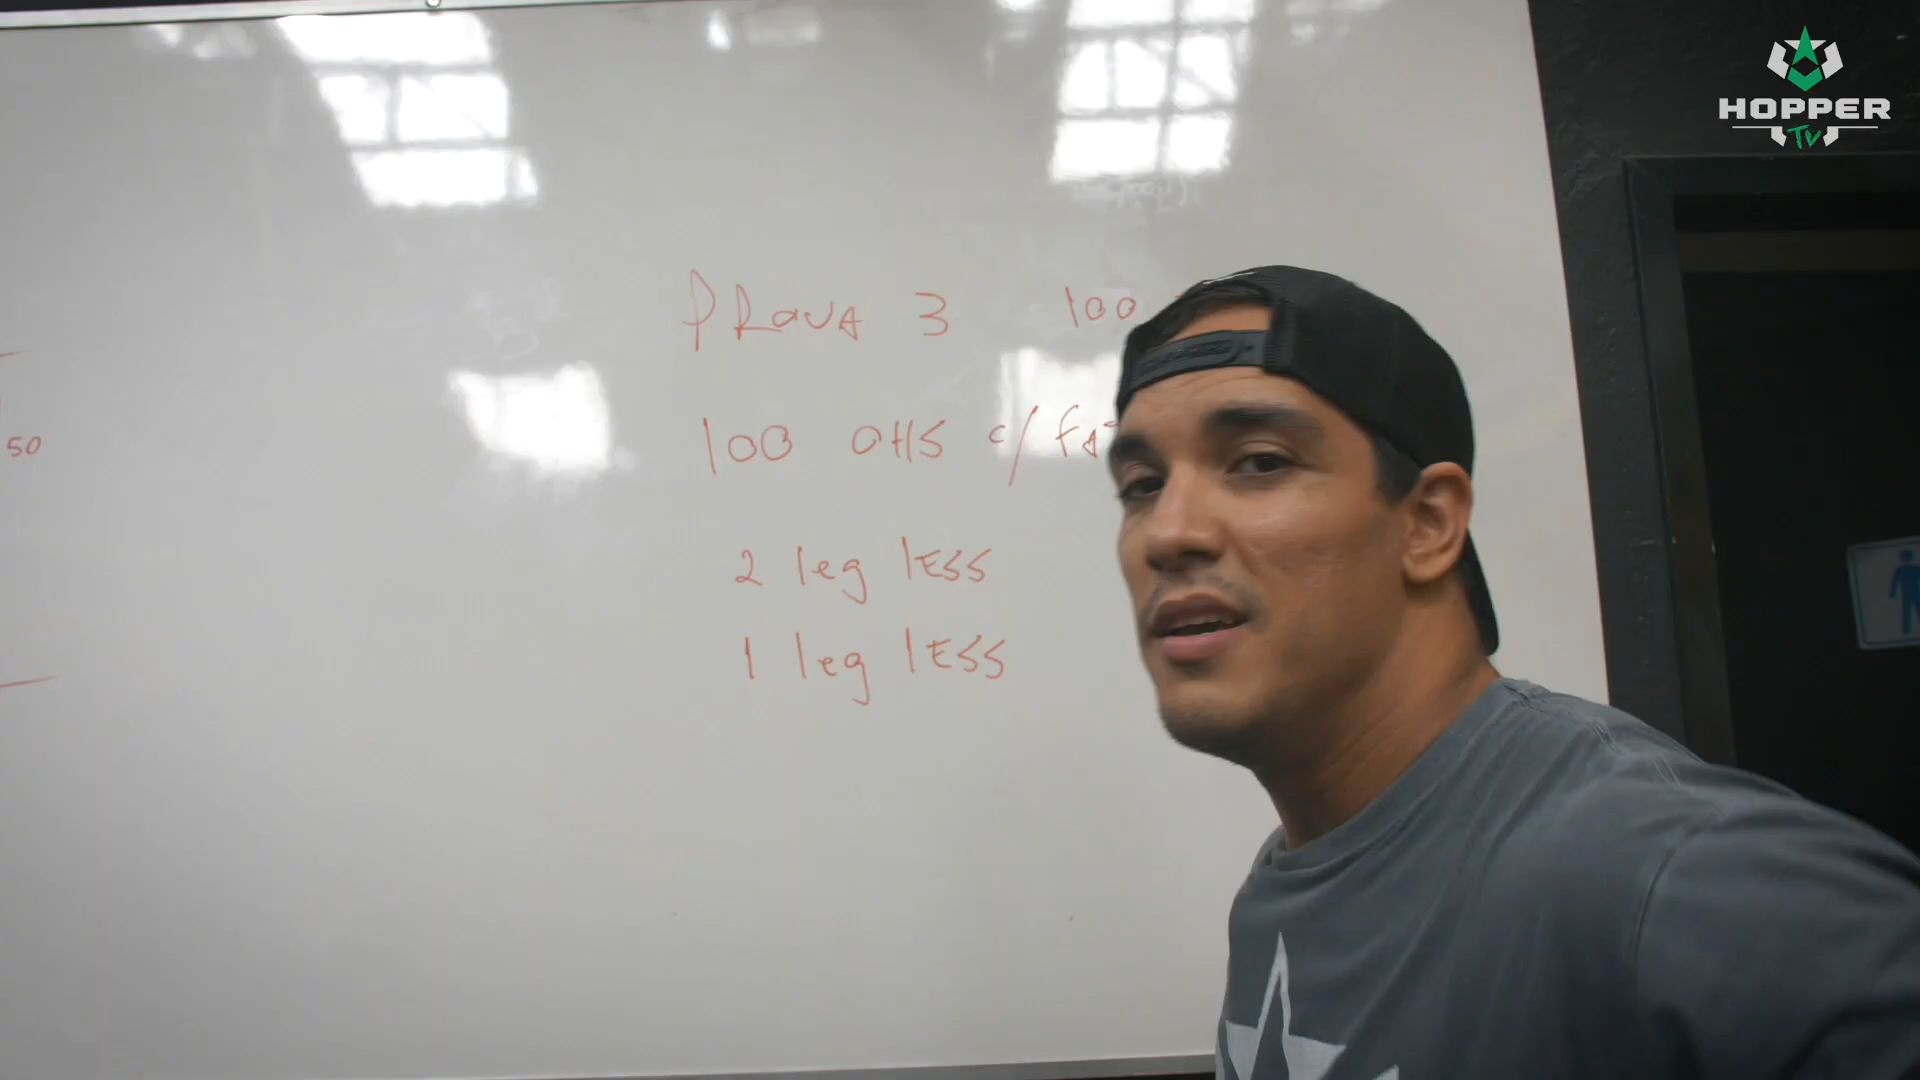 HOPPER
TV
PROVA 3 100
50
100 OHS c/
2 leg lESS
1 leg lESS